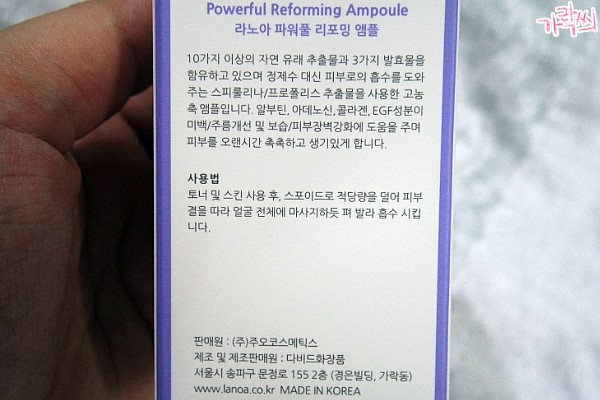 가락씨
Powerful Reforming Ampoule
라노아 파워풀 리포밍 앰플
10가지 이상의 자연 유래 추출물과 3가지 발효물을
함유하고 있으며 정제수 대신 피부로의 흡수를 도와
주는 스피룰리나/프로폴리스 추출물을 사용한 고농
축 앰플입니다. 알부틴, 아데노신,콜라겐, EGF성분이
미백/주름개선 및 보습/피부장벽강화에 도움을 주며
피부를 오랜시간 촉촉하고 생기있게 합니다.
사용법
토너 및 스킨 사용 후, 스포이드로 적당량을 덜어 피부
결을 따라 얼굴 전체에 마사지하듯 펴 발라 흡수 시킵
니다.
판매원 : (주)주오코스메틱스
제조 및 제조판매원 : 다비드화장품
서울시 송파구 문정로 155 2층 (경은빌딩, 가락동)
www.lanoa.co.kr MADE IN KOREA